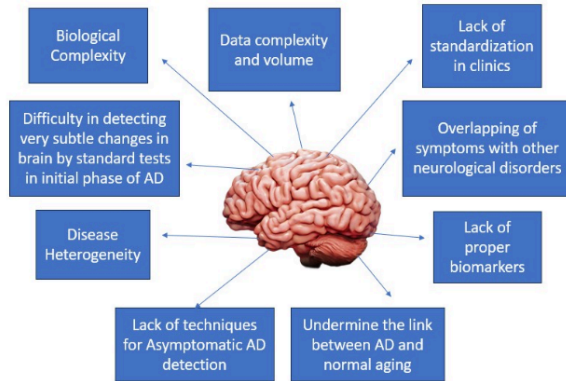 Biological
Complexity
Data complexity
and volume
Lack of
standardization
in clinics
Difficulty in detecting
very subtle changes in
brain by standard tests
in initial phase of AD
Overlapping of
symptoms with other
neurological disorders
Disease
Heterogeneity
Lack of
proper
biomarkers
Lack of techniques
for Asymptomatic AD
detection
Undermine the link
between AD and
normal aging